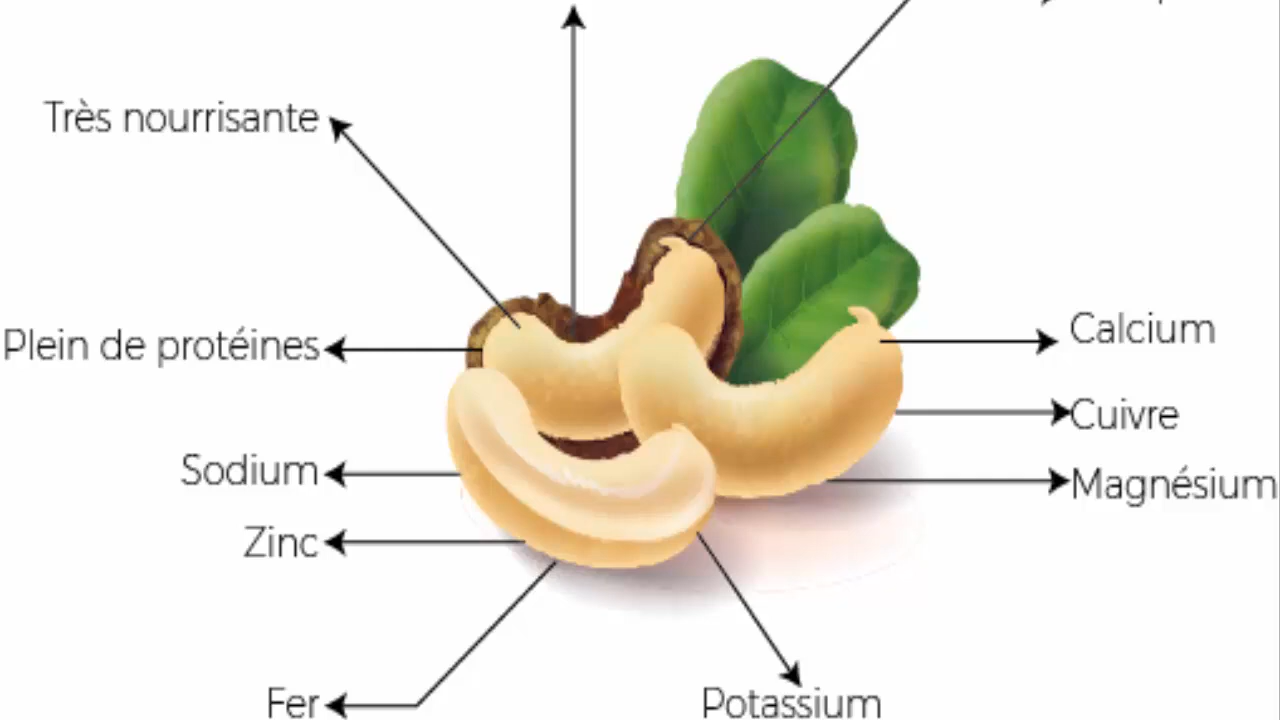 Très nourrisante
Plein de protéines
Calcium
Cuivre
Sodium
Magnésium
Zinc
Fer
Potassium